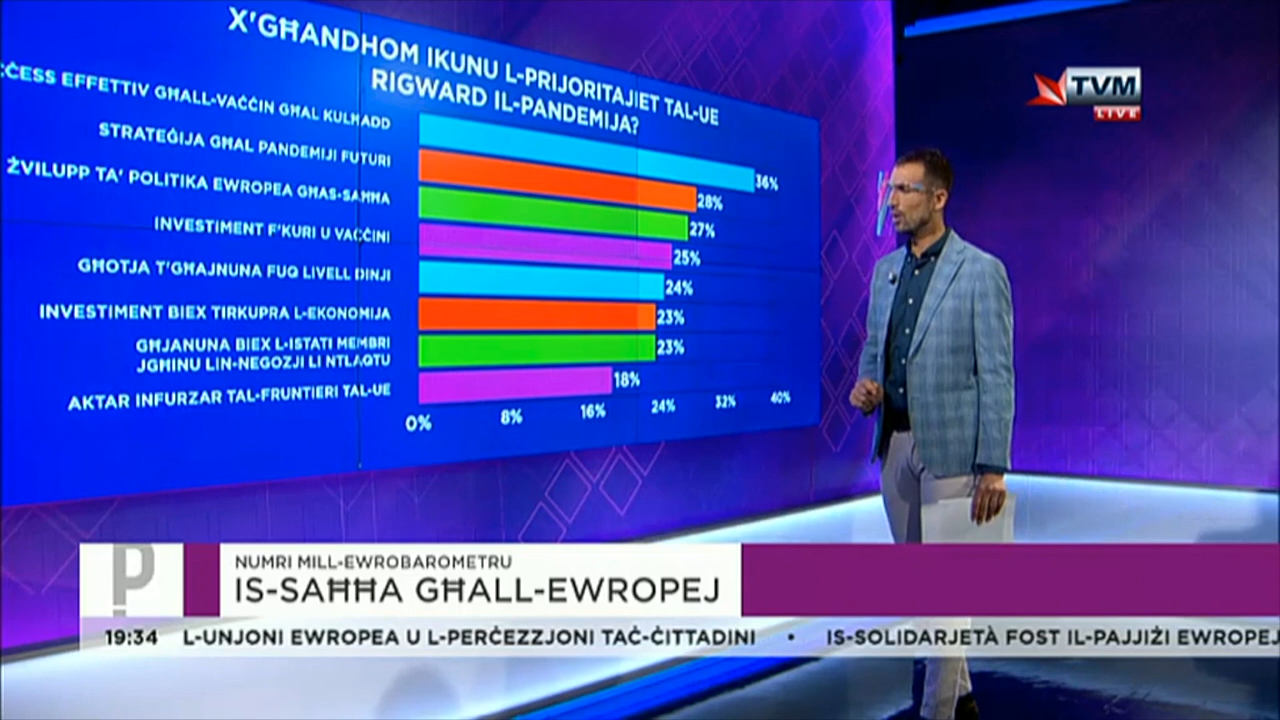 X'GĦANDHOM IKUNU L-PRIJORITAJIET TAL-UE
RIGWARD IL-PANDEMIJA?
EFFETTIV GĦALL-VAĊĊIN GĦAL KULĦADD
36%
STRATEĠIJA GĦAL PANDEMIJI FUTURI
28%
ŻVILUPP TA' POLITIKA EWROPEA GĦAS-SAĦĦA
27%
INVESTIMENT F'KURI U VAĊĊINI
25%
GĦOTJA T'GĦAJNUNA FUQ LIVELL DINJI
24%
INVESTIMENT BIEX TIRKUPRA L-EKONOMIJA
23%
GĦJANUNA BIEX L-ISTATI MEMBRI
JGĦINU LIN-NEGOZJI LI NTLAQTU
23%
AKTAR INFURZAR TAL-FRUNTIERI TAL-UE
18%
0% 8% 16% 24% 32% 40%
TVM
LIVE
P
NUMRI MILL-EWROBAROMETRU
IS-SAĦĦA GĦALL-EWROPEJ
19:34 L-UNJONI EWROPEA U L-PERĊEZZJONI TAĊ-ĊITTADINI • IS-SOLIDARJETÀ FOST IL-PAJJIŻI EWROPEJ